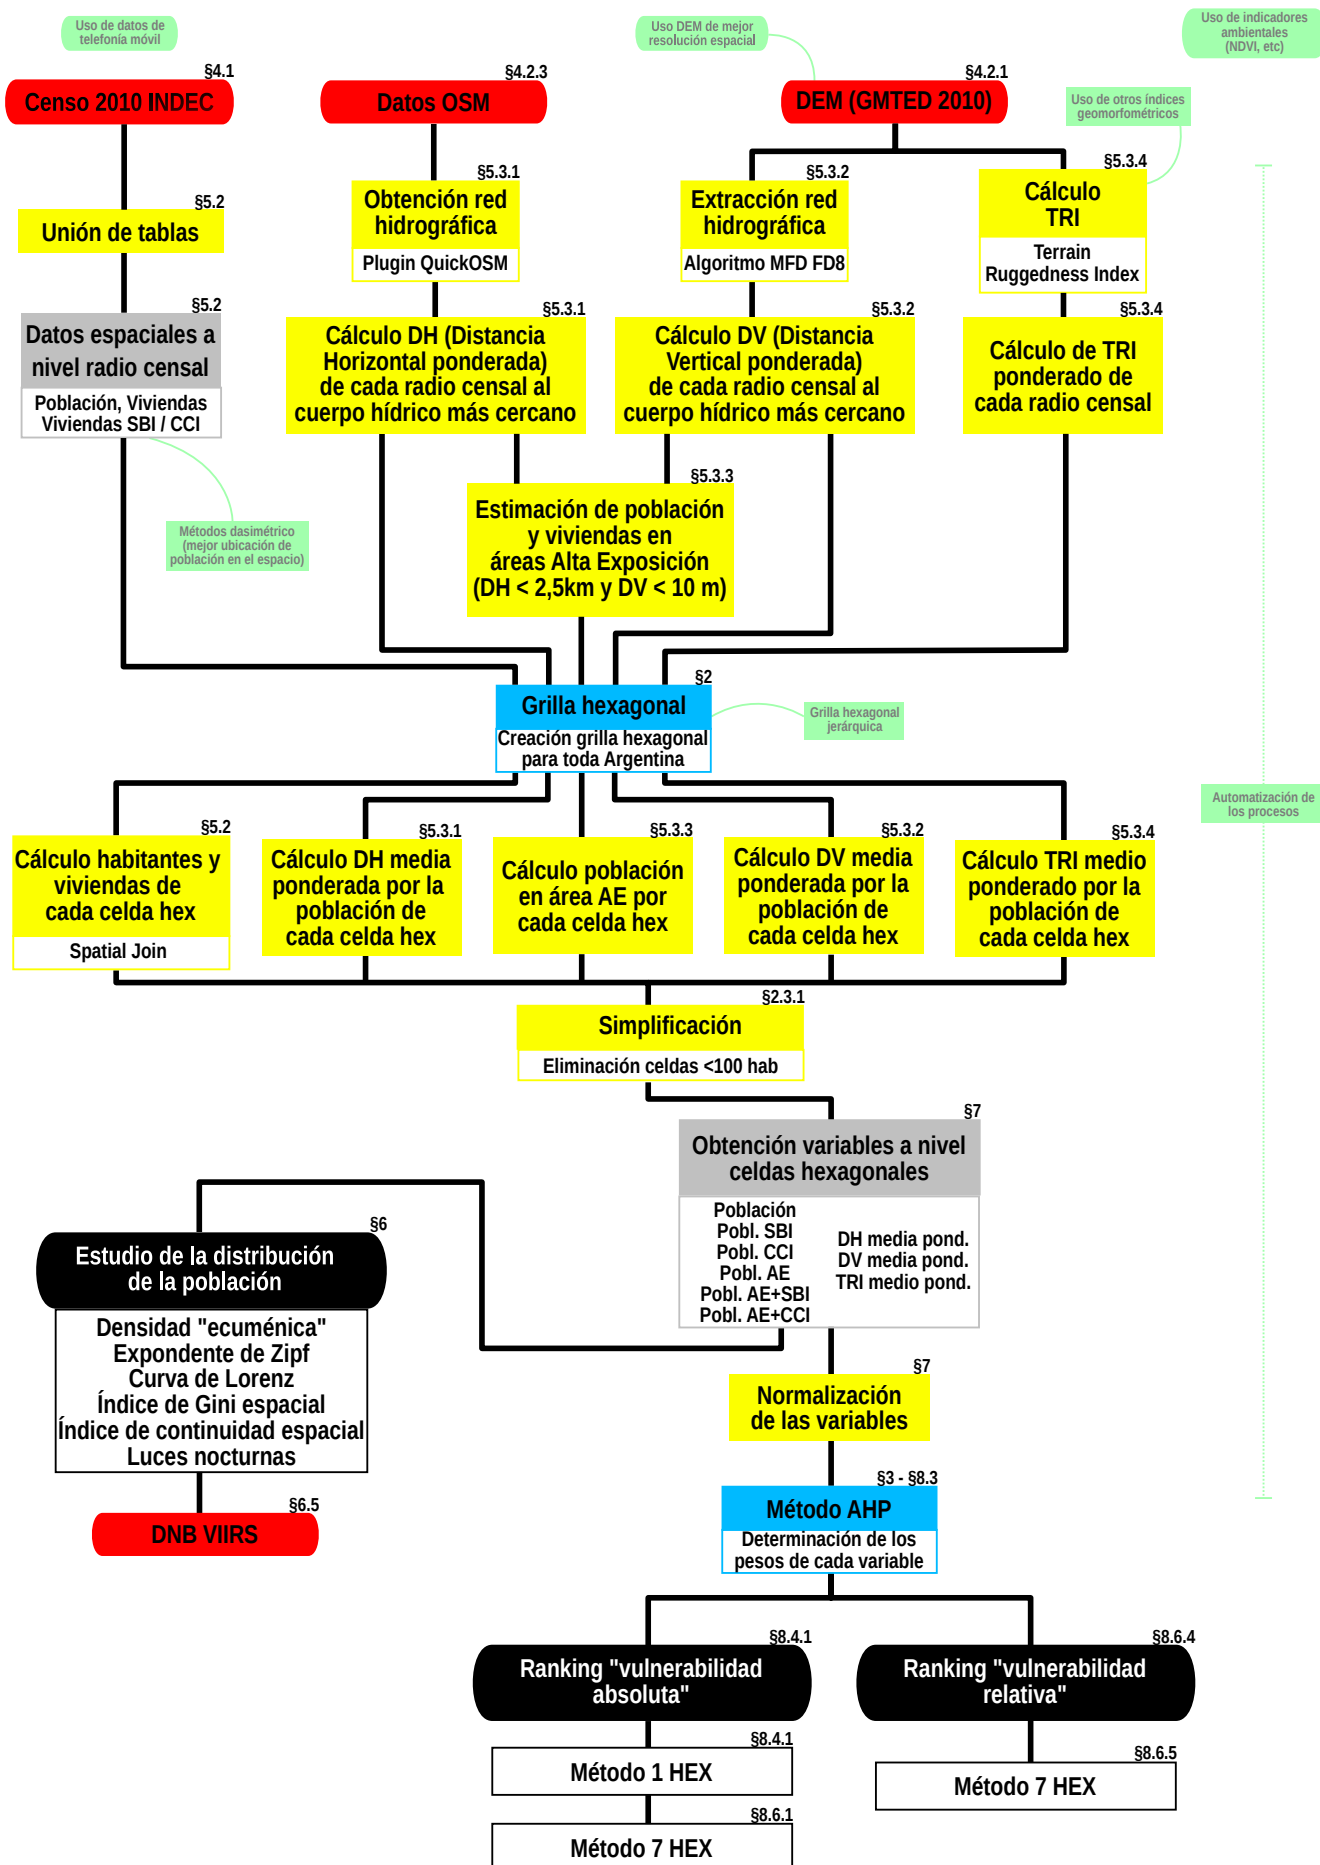 Uso de datos de
telefonía móvil
Uso DEM de mejor
resolución espacial
Uso de indicadores
ambientales
(NDVI, etc)
§4.1
Censo 2010 INDEC
§4.2.3
Datos OSM
§4.2.1
DEM (GMTED 2010)
Uso de otros índices
geomorfométricos
§5.2
Unión de tablas
§5.3.1
Obtención red
hidrográfica
Plugin QuickOSM
§5.3.2
Extracción red
hidrográfica
Algoritmo MFD FD8
§5.3.4
Cálculo
TRI
Terrain
Ruggedness Index
§5.2
Datos espaciales a
nivel radio censal
Población, Viviendas
Viviendas SBI / CCI
§5.3.1
Cálculo DH (Distancia
Horizontal ponderada)
de cada radio censal al
cuerpo hídrico más cercano
§5.3.2
Cálculo DV (Distancia
Vertical ponderada)
de cada radio censal al
cuerpo hídrico más cercano
§5.3.4
Cálculo de TRI
ponderado de
cada radio censal
Métodos dasimétrico
(mejor ubicación de
población en el espacio)
§5.3.3
Estimación de población
y viviendas en
áreas Alta Exposición
(DH < 2,5km y DV < 10 m)
§2
Grilla hexagonal
Creación grilla hexagonal
para toda Argentina
Grilla hexagonal
jerárquica
Automatización de
los procesos
§5.2
Cálculo habitantes y
viviendas de
cada celda hex
Spatial Join
§5.3.1
Cálculo DH media
ponderada por la
población de
cada celda hex
§5.3.3
Cálculo población
en área AE por
cada celda hex
§5.3.2
Cálculo DV media
ponderada por la
población de
cada celda hex
§5.3.4
Cálculo TRI medio
ponderado por la
población de
cada celda hex
§2.3.1
Simplificación
Eliminación celdas <100 hab
§7
Obtención variables a nivel
celdas hexagonales
Población
Pobl. SBI
Pobl. CCI
Pobl. AE
Pobl. AE+SBI
Pobl. AE+CCI
DH media pond.
DV media pond.
TRI medio pond.
§6
Estudio de la distribución
de la población
Densidad "ecuménica"
Expondente de Zipf
Curva de Lorenz
Índice de Gini espacial
Índice de continuidad espacial
Luces nocturnas
§6.5
DNB VIIRS
§7
Normalización
de las variables
§3 - §8.3
Método AHP
Determinación de los
pesos de cada variable
§8.4.1
Ranking "vulnerabilidad
absoluta"
§8.6.4
Ranking "vulnerabilidad
relativa"
§8.4.1
Método 1 HEX
§8.6.5
Método 7 HEX
§8.6.1
Método 7 HEX